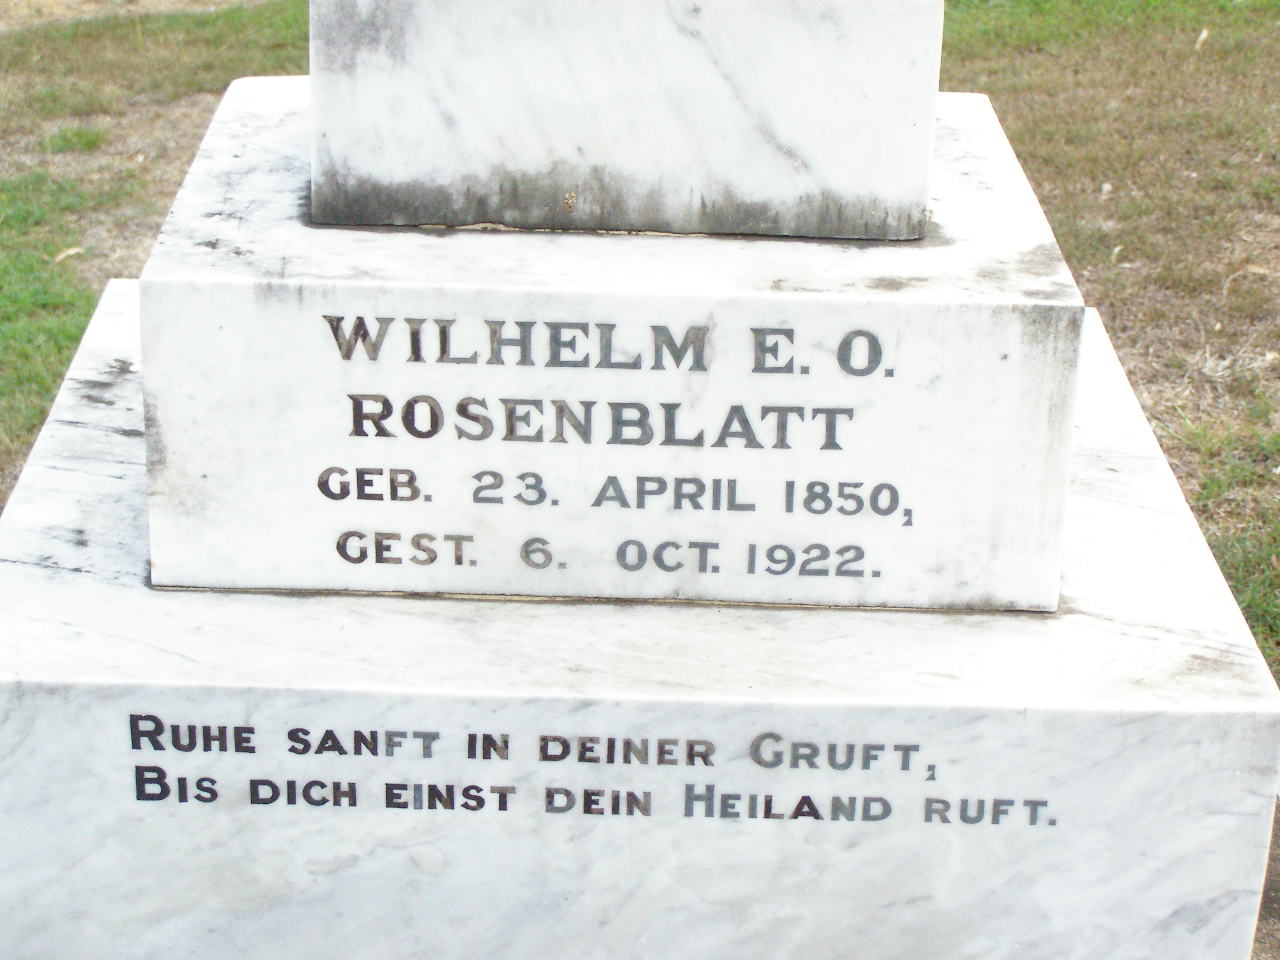 WILHELM E. O.
ROSENBLATT
GEB. 23. APRIL 1850,
GEST. 6. OCT. 1922.
RUHE SANFT IN DEINER GRUFT,
BIS DICH EINST DEIN HEILAND RUFT.